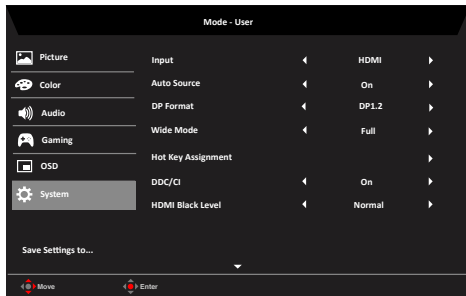 Mode - User
Picture
Color
Audio
Gaming
OSD
System
Input HDMI
Auto Source On
DP Format DP1.2
Wide Mode Full
Hot Key Assignment
DDC/CI On
HDMI Black Level Normal
Save Settings to...
Move Enter